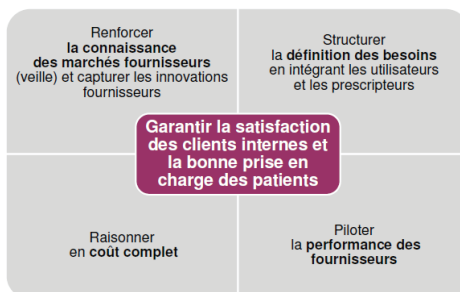 Renforcer
la connaissance
des marchés fournisseurs
(veille) et capturer les innovations
fournisseurs
Structurer
la définition des besoins
en intégrant les utilisateurs
et les prescripteurs
Garantir la satisfaction
des clients internes et
la bonne prise en
charge des patients
Raisonner
en coût complet
Piloter
la performance des
fournisseurs